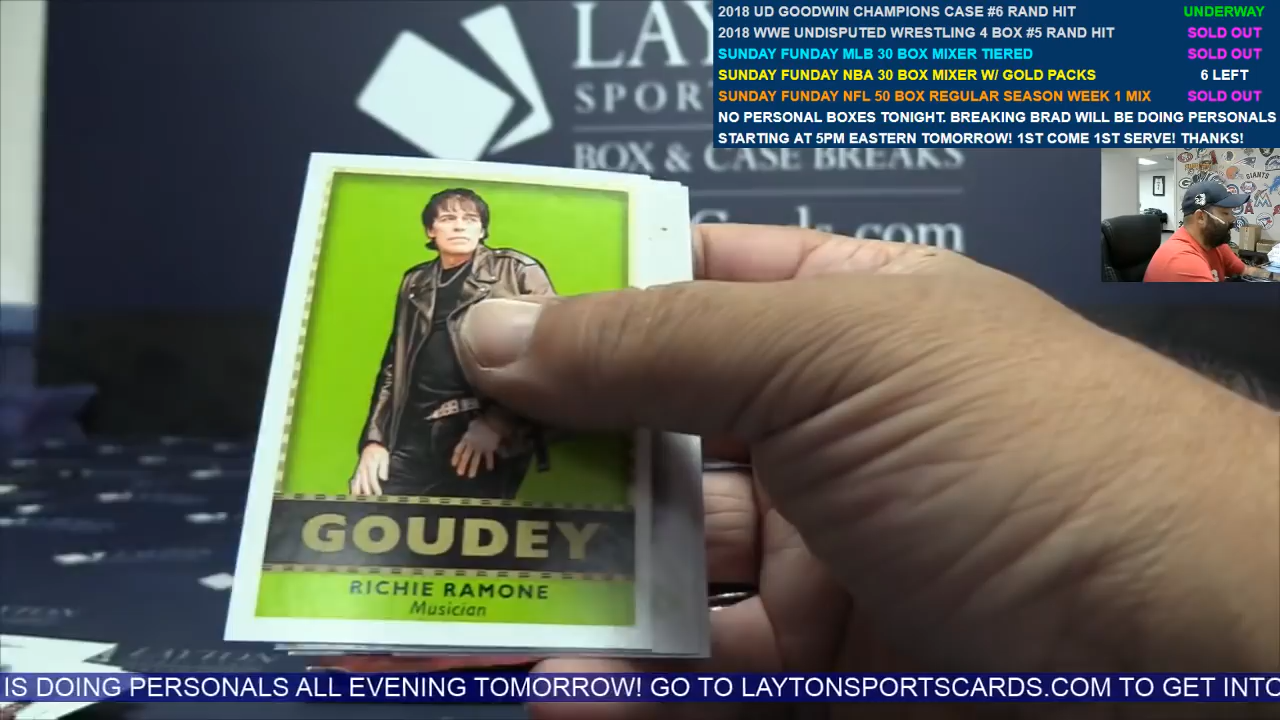 2018 UD GOODWIN CHAMPIONS CASE #6 RAND HIT UNDERWAY
2018 WWE UNDISPUTED WRESTLING 4 BOX #5 RAND HIT SOLD OUT
SUNDAY FUNDAY MLB 30 BOX MIXER TIERED SOLD OUT
SUNDAY FUNDAY NBA 30 BOX MIXER W/ GOLD PACKS 6 LEFT
SUNDAY FUNDAY NFL 50 BOX REGULAR SEASON WEEK 1 MIX SOLD OUT
NO PERSONAL BOXES TONIGHT. BREAKING BRAD WILL BE DOING PERSONALS
STARTING AT 5PM EASTERN TOMORROW! 1ST COME 1ST SERVE! THANKS!
LAY
SPORT
BOX & CASE BREAKS
Cards.com
GOUDEY
RICHIE RAMONE
Musician
LAYTON
IS DOING PERSONALS ALL EVENING TOMORROW! GO TO LAYTONSPORTSCARDS.COM TO GET INTO